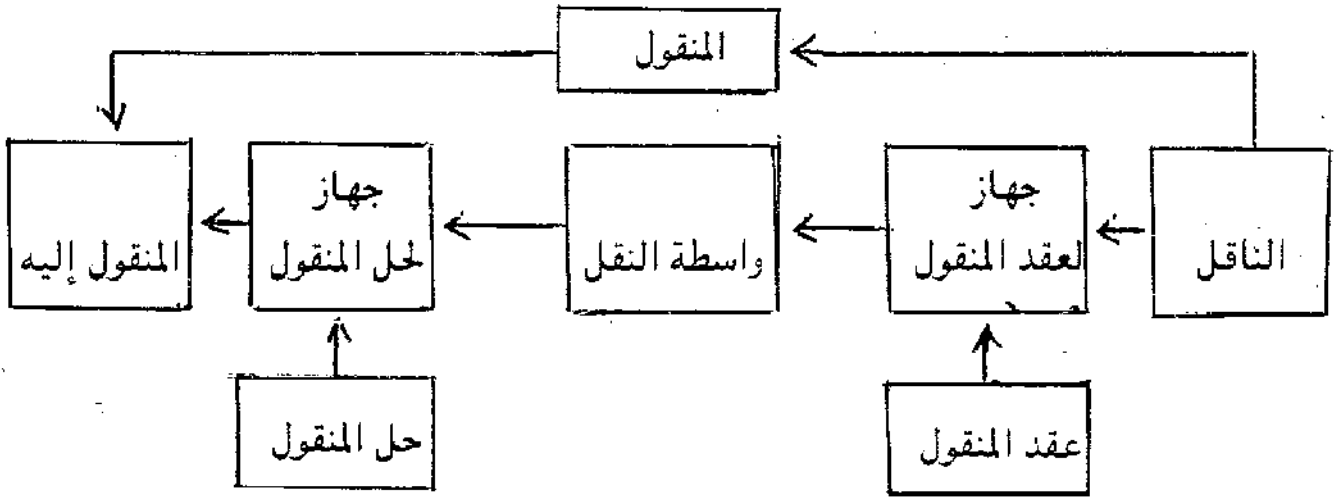 المنقول
الناقل
جهاز
لعقد المنقول
واسطة النقل
جهاز
لحل المنقول
المنقول إليه
عقد المنقول
حل المنقول